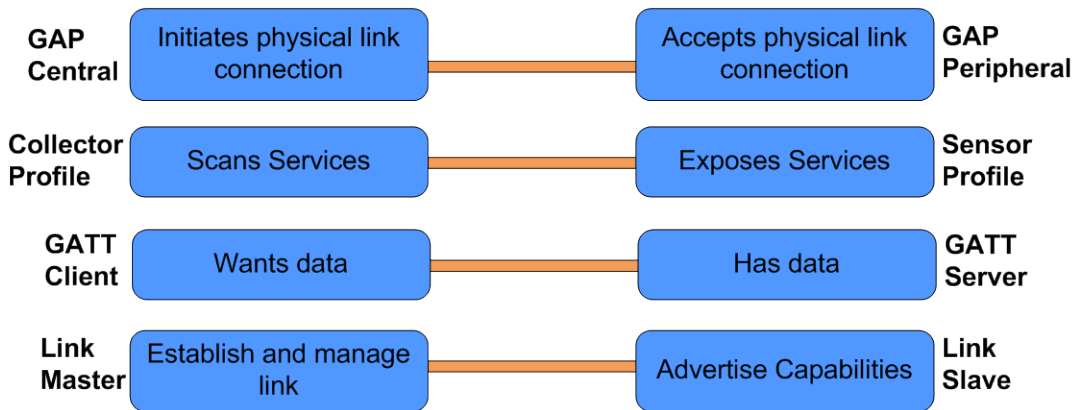 GAP
Central
Initiates physical link
connection
Accepts physical link
connection
GAP
Peripheral
Collector
Profile
Scans Services
Exposes Services
Sensor
Profile
GATT
Client
Wants data
Has data
GATT
Server
Link
Master
Establish and manage
link
Advertise Capabilities
Link
Slave